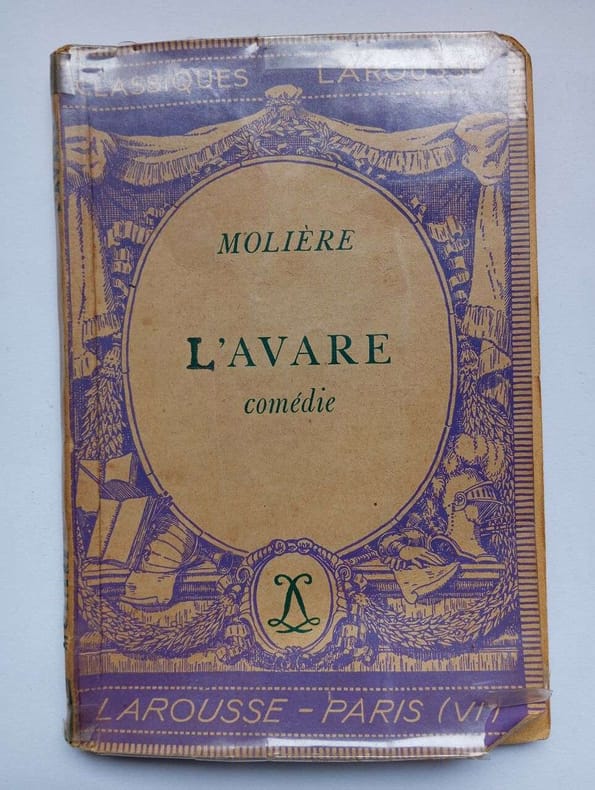 CLASSIQUES LAROUSSE
MOLIÈRE
L'AVARE
comédie
LAROUSSE - PARIS (VI